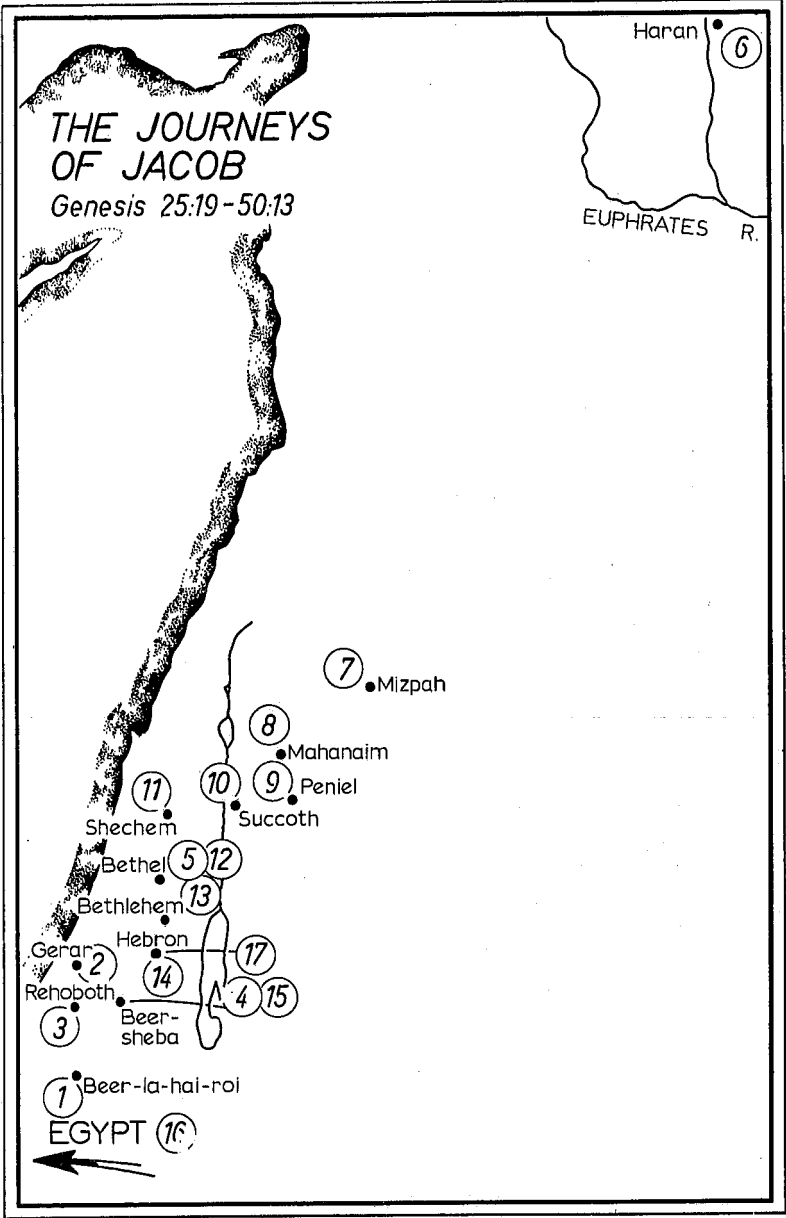 THE JOURNEYS
OF JACOB
Genesis 25:19-50:13
Haran
6
EUPHRATES R.
7
Mizpah
8
Mahanaim
9
Peniel
10
Succoth
11
Shechem
Bethel
5
12
Bethlehem
13
Hebron
17
14
Gerar
2
Rehoboth
3
Beer-
sheba
4
15
1
Beer-la-hai-roi
EGYPT
16